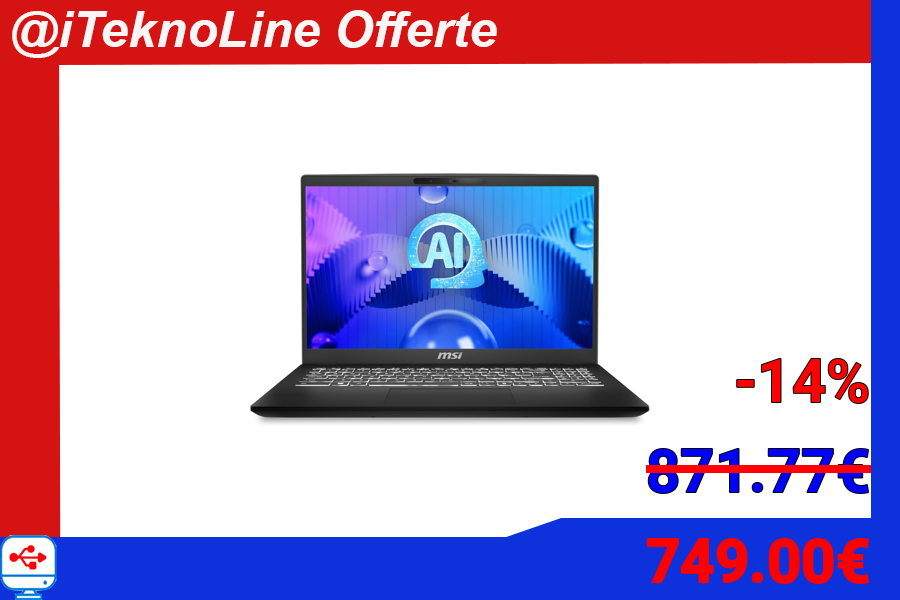 @iTeknoLine Offerte
AI
msi
-14%
871.77€
749.00€